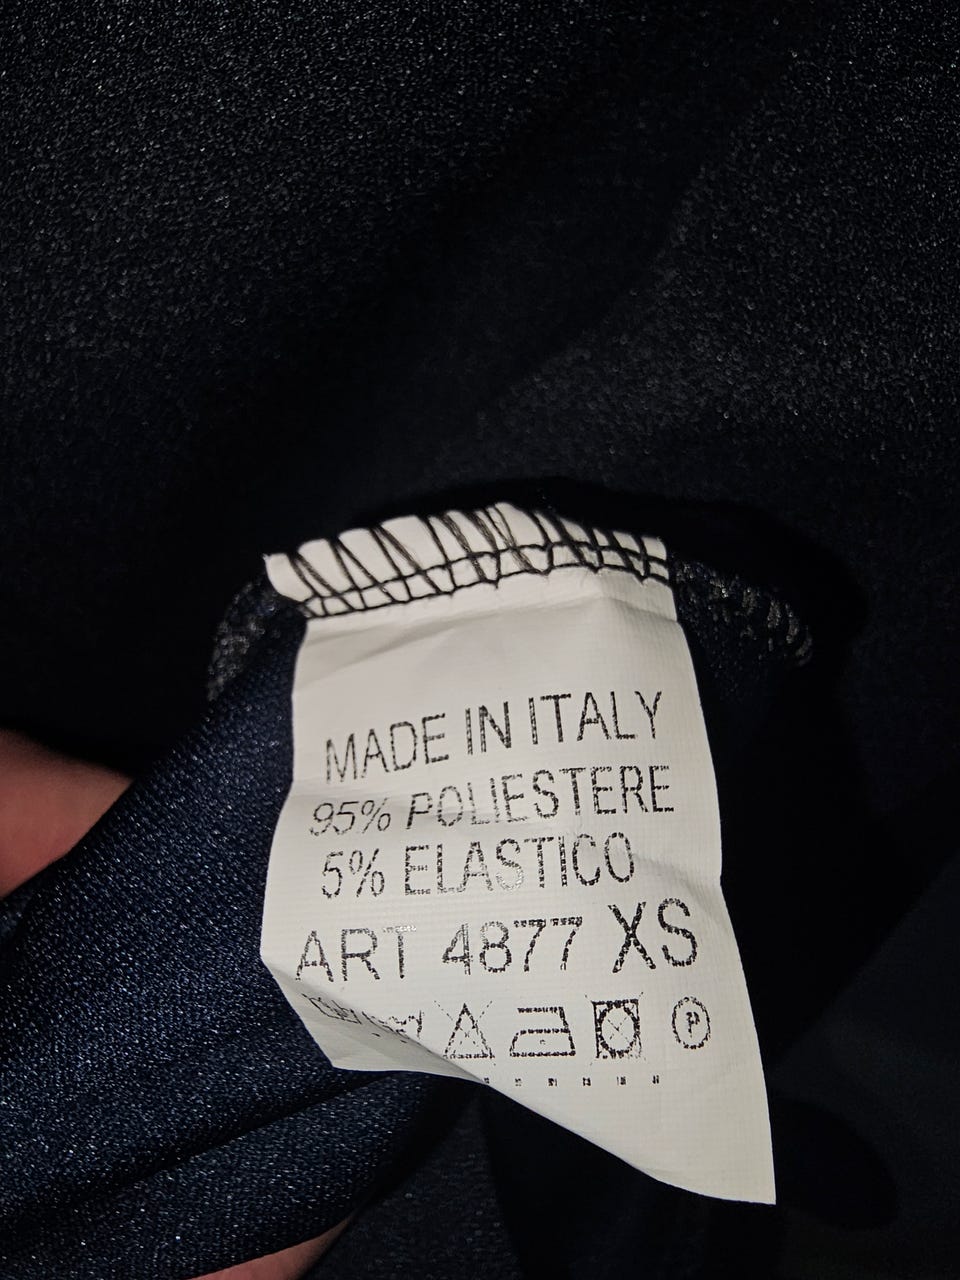 MADE IN ITALY
95% POLIESTERE
5% ELASTICO
ART 4877 XS
P